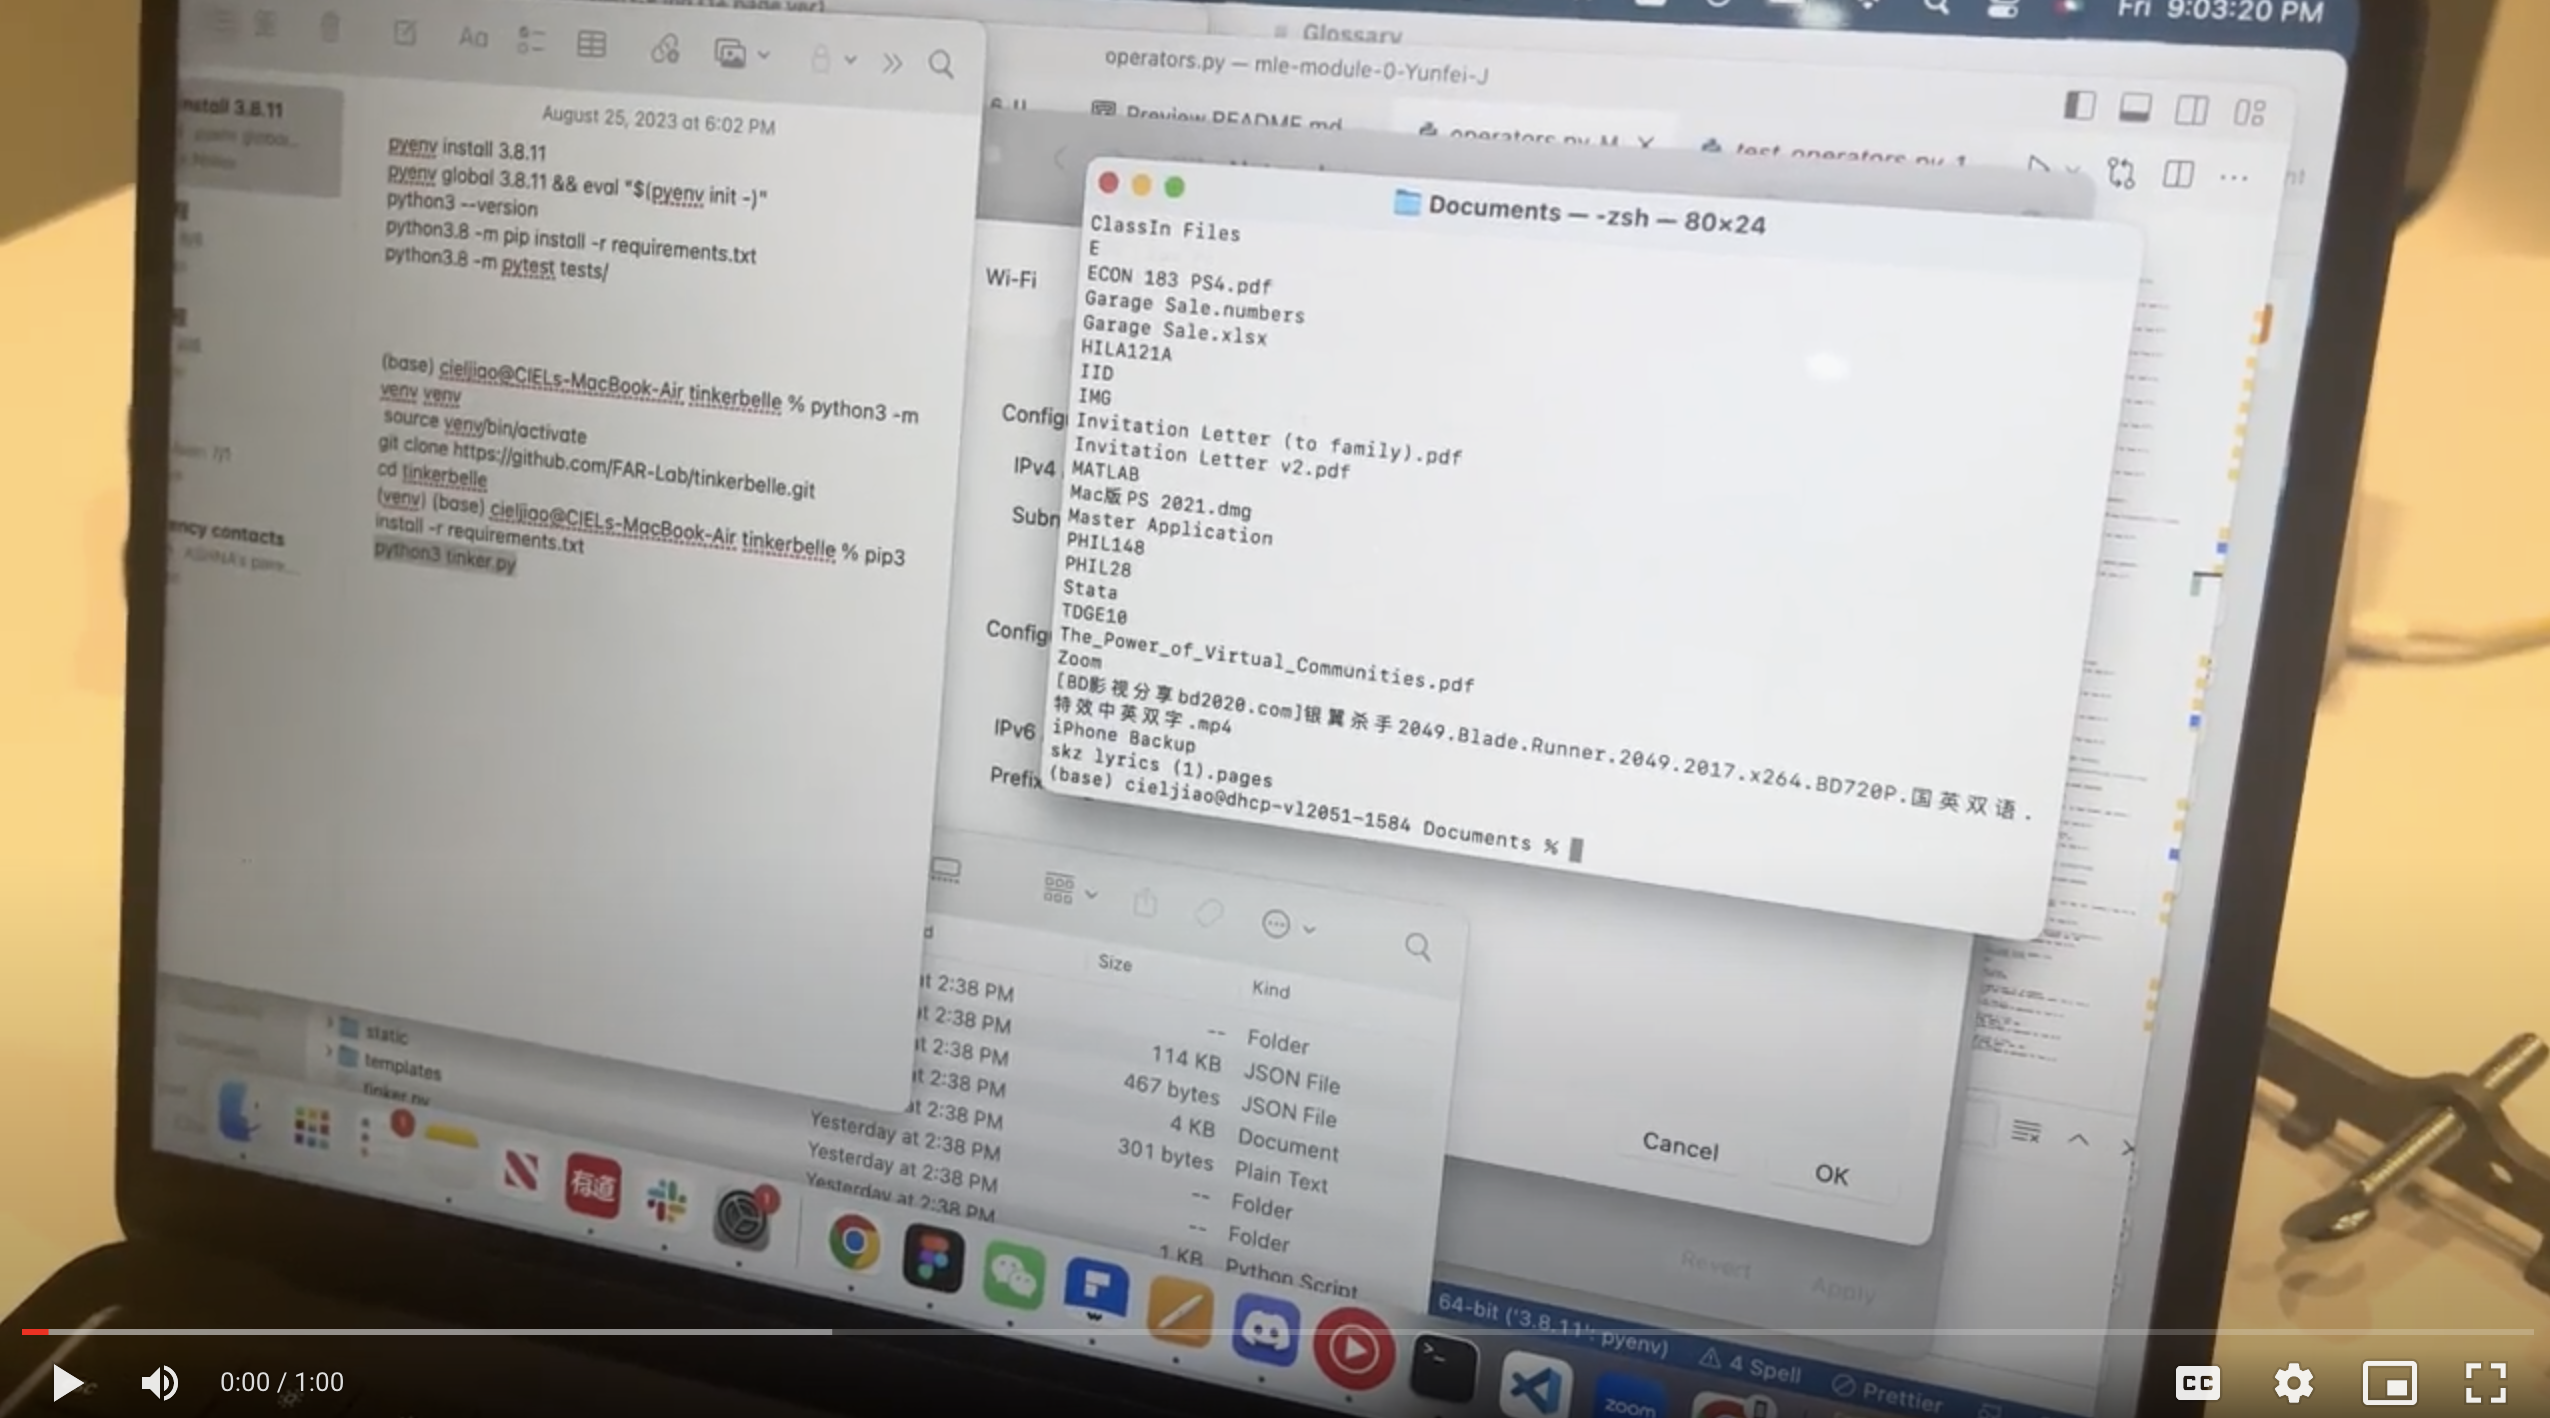 Fri 9:03:20 PM
Glossary
operators.py — mle-module-0-Yunfei-J
Preview README.md
operators.py M
test_operators.py 1
install 3.8.11
August 25, 2023 at 6:02 PM
pyenv install 3.8.11
pyenv global 3.8.11 && eval "$(pyenv init -)"
python3 --version
python3.8 -m pip install -r requirements.txt
python3.8 -m pytest tests/
(base) cieljiao@CIELs-MacBook-Air tinkerbelle % python3 -m
venv venv
source venv/bin/activate
git clone https://github.com/FAR-Lab/tinkerbelle.git
cd tinkerbelle
(venv) (base) cieljiao@CIELs-MacBook-Air tinkerbelle % pip3
install -r requirements.txt
python3 tinker.py
ency contacts
Wi-Fi
Config
IPv4
Subn
Config
IPv6
Prefix
Documents — -zsh — 80×24
ClassIn Files
E
ECON 183 PS4.pdf
Garage Sale.numbers
Garage Sale.xlsx
HILA121A
IID
IMG
Invitation Letter (to family).pdf
Invitation Letter v2.pdf
MATLAB
Mac版PS 2021.dmg
Master Application
PHIL148
PHIL28
Stata
TDGE10
The_Power_of_Virtual_Communities.pdf
Zoom
[BD影视分享bd2020.com]银翼杀手2049.Blade.Runner.2049.2017.x264.BD720P.国英双语.
特效中英双字.mp4
iPhone Backup
skz lyrics (1).pages
(base) cieljiao@dhcp-vl2051-1584 Documents %
Size
Kind
at 2:38 PM
-- Folder
at 2:38 PM
114 KB JSON File
at 2:38 PM
467 bytes JSON File
at 2:38 PM
4 KB Document
at 2:38 PM
301 bytes Plain Text
Yesterday at 2:38 PM
-- Folder
Yesterday at 2:38 PM
-- Folder
Yesterday at 2:38 PM
1 KB Python Script
static
templates
tinker.py
Cancel
OK
Revert
Apply
有道
64-bit ('3.8.11': pyenv)
4 Spell
Prettier
zoom
0:00 / 1:00
CC